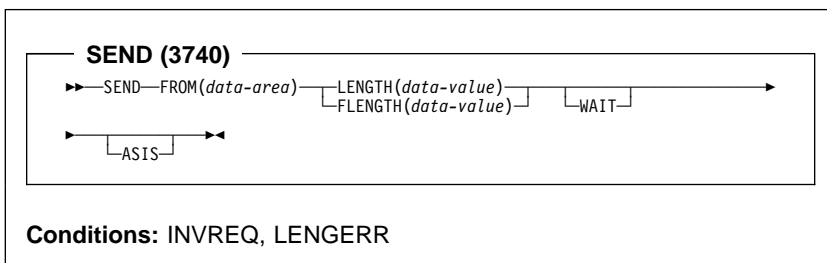 SEND (3740)
SEND FROM(data-area) LENGTH(data-value)
FLENGTH(data-value) WAIT
ASIS
Conditions: INVREQ, LENGERR